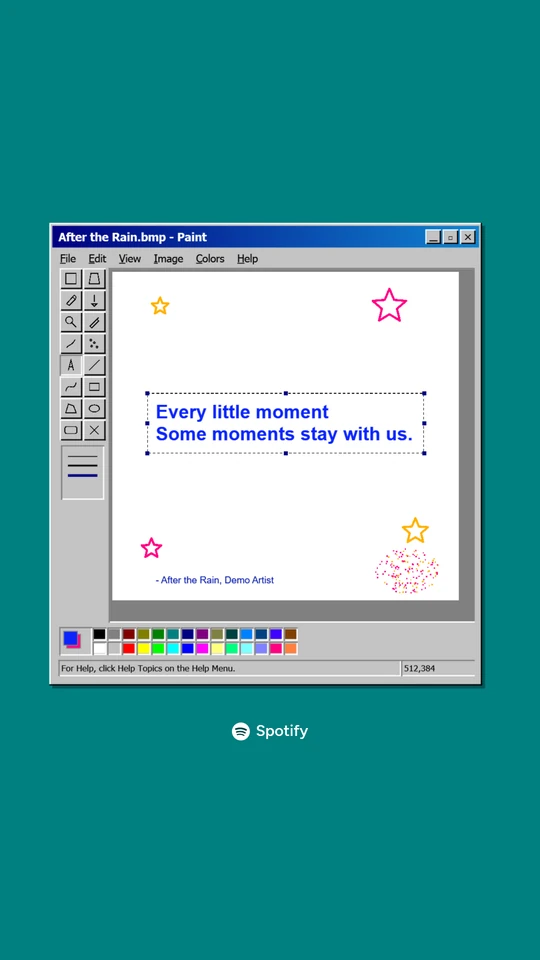 After the Rain.bmp - Paint
File Edit View Image Colors Help
A
Every little moment
Some moments stay with us.
- After the Rain, Demo Artist
For Help, click Help Topics on the Help Menu.
512,384
Spotify